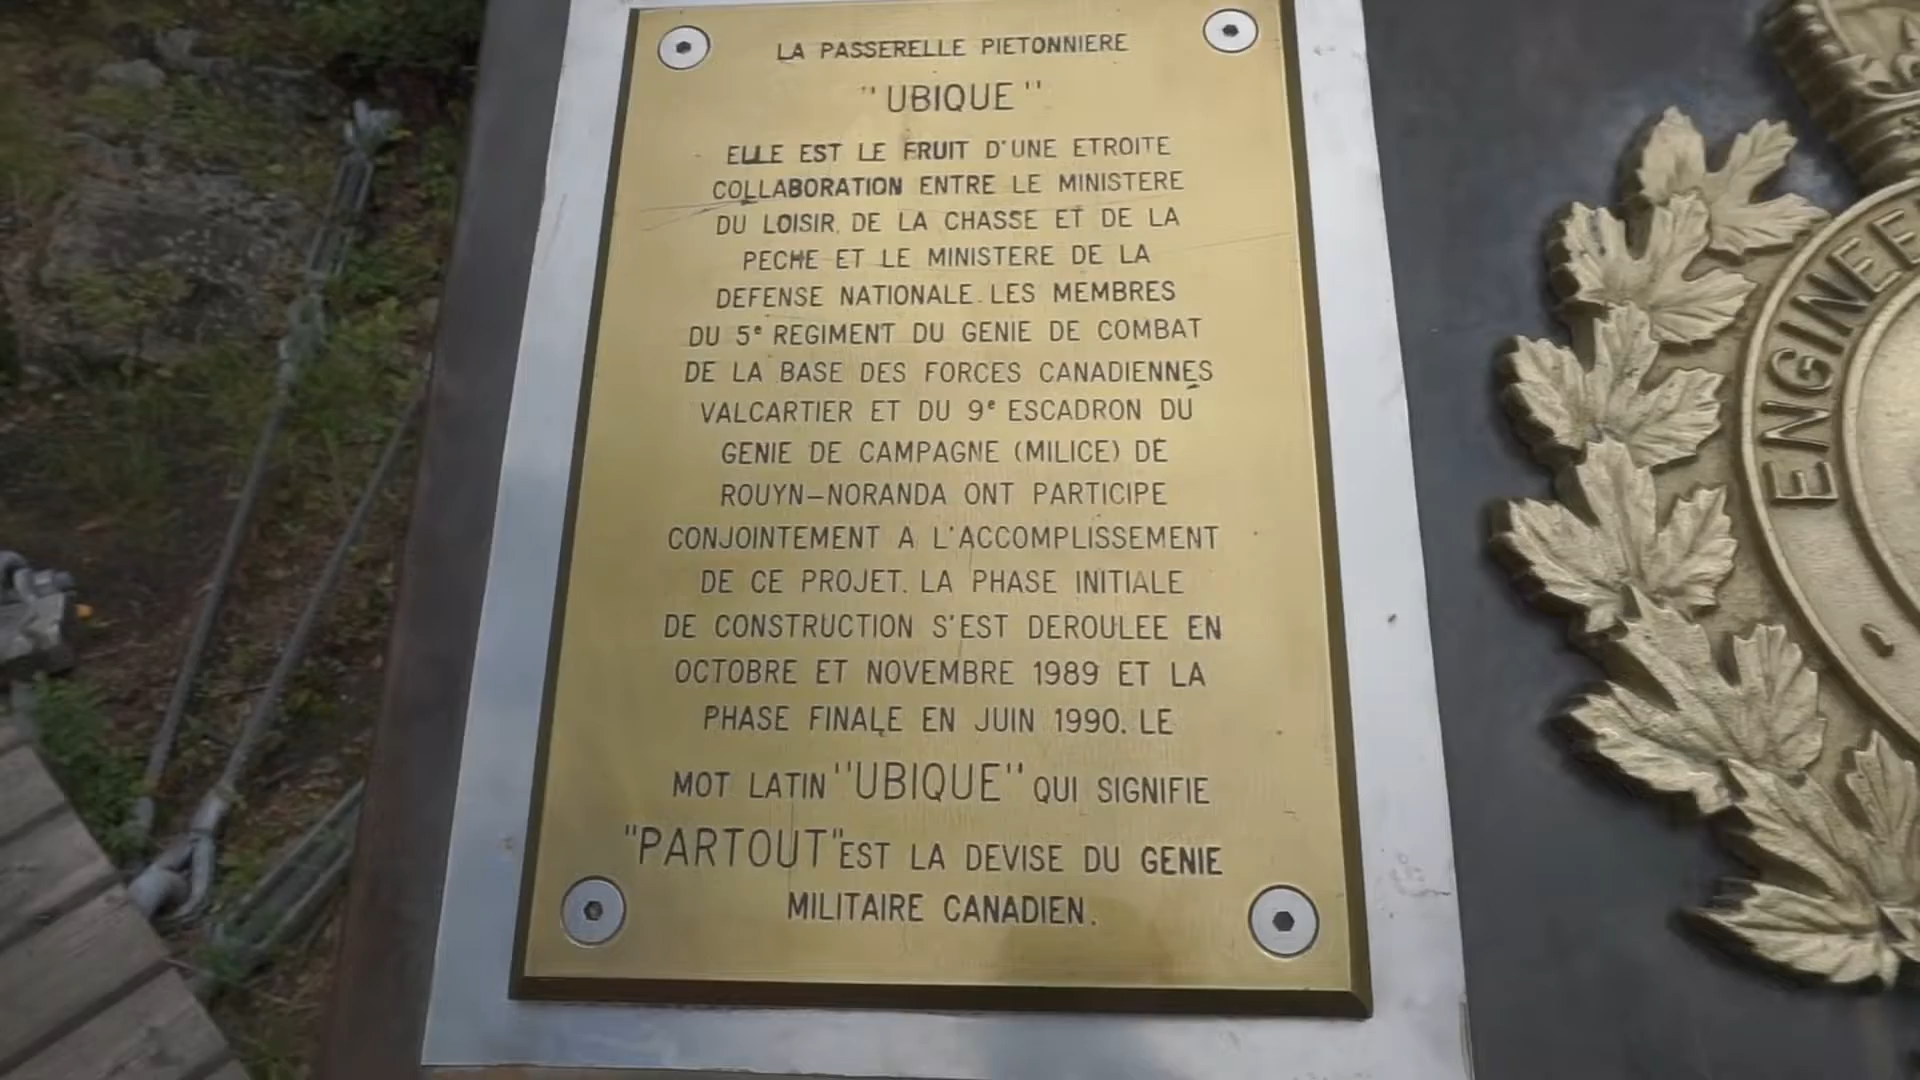 LA PASSERELLE PIETONNIERE
"UBIQUE"
ELLE EST LE FRUIT D'UNE ETROITE
COLLABORATION ENTRE LE MINISTERE
DU LOISIR, DE LA CHASSE ET DE LA
PECHE ET LE MINISTERE DE LA
DEFENSE NATIONALE. LES MEMBRES
DU 5e REGIMENT DU GENIE DE COMBAT
DE LA BASE DES FORCES CANADIENNES
VALCARTIER ET DU 9e ESCADRON DU
GENIE DE CAMPAGNE (MILICE) DE
ROUYN-NORANDA ONT PARTICIPE
CONJOINTEMENT A L'ACCOMPLISSEMENT
DE CE PROJET. LA PHASE INITIALE
DE CONSTRUCTION S'EST DEROULEE EN
OCTOBRE ET NOVEMBRE 1989 ET LA
PHASE FINALE EN JUIN 1990. LE
MOT LATIN "UBIQUE" QUI SIGNIFIE
"PARTOUT" EST LA DEVISE DU GENIE
MILITAIRE CANADIEN.
ENGINEE